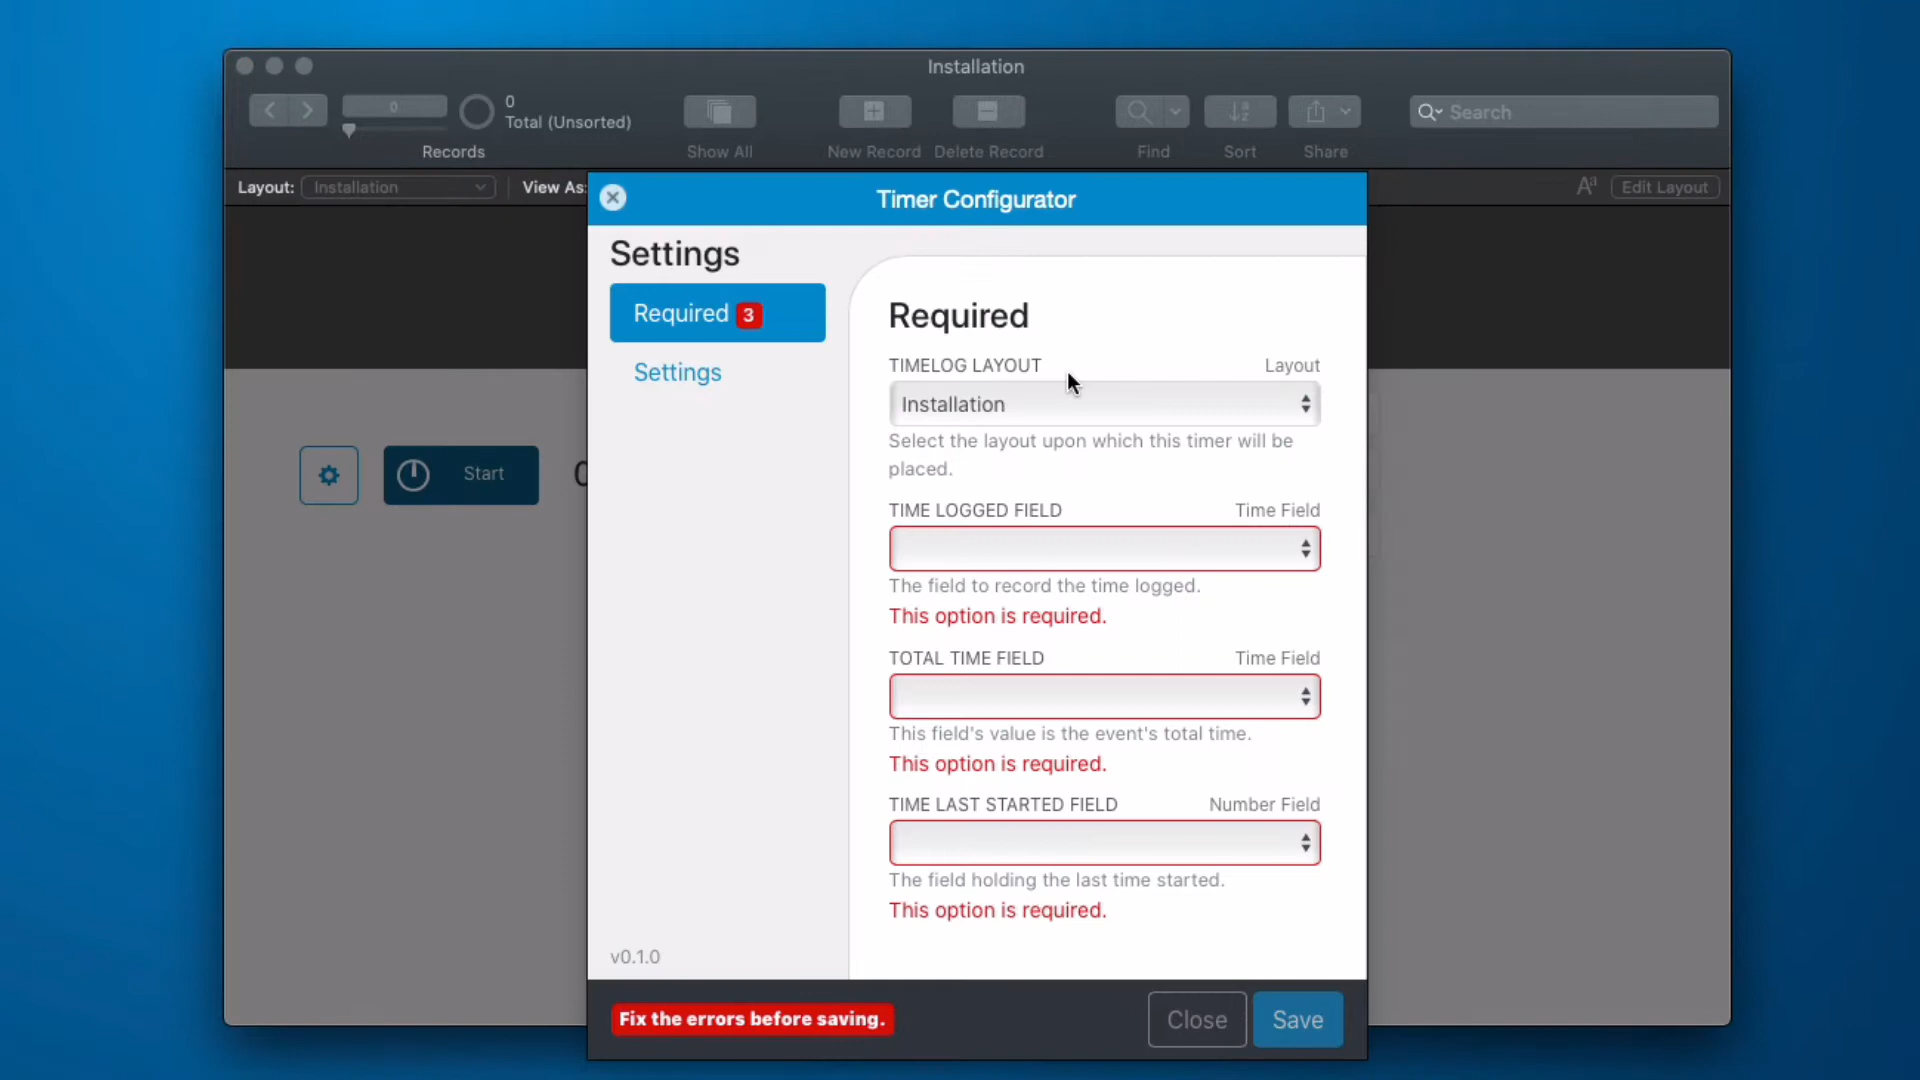 Installation
0
0
Total (Unsorted)
Records
Show All
New Record
Delete Record
Find
Sort
Share
Search
Layout:
Installation
View As:
Aa
Edit Layout
Timer Configurator
Settings
Required 3
Settings
Required
TIMELOG LAYOUT
Layout
Installation
Select the layout upon which this timer will be
placed.
TIME LOGGED FIELD
Time Field
The field to record the time logged.
This option is required.
TOTAL TIME FIELD
Time Field
This field's value is the event's total time.
This option is required.
TIME LAST STARTED FIELD
Number Field
The field holding the last time started.
This option is required.
Start
v0.1.0
Fix the errors before saving.
Close
Save